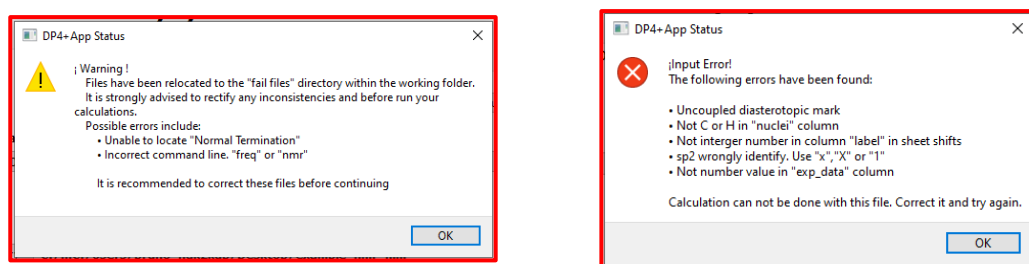 DP4+App Status
¡ Warning !
Files have been relocated to the "fail files" directory within the working folder.
It is strongly advised to rectify any inconsistencies and before run your
calculations.
Possible errors include:
• Unable to locate "Normal Termination"
• Incorrect command line. "freq" or "nmr"
It is recommended to correct these files before continuing
OK
DP4+App Status
¡Input Error!
The following errors have been found:
• Uncoupled diasterotopic mark
• Not C or H in "nuclei" column
• Not interger number in column "label" in sheet shifts
• sp2 wrongly identify. Use "x","X" or "1"
• Not number value in "exp_data" column
Calculation can not be done with this file. Correct it and try again.
OK